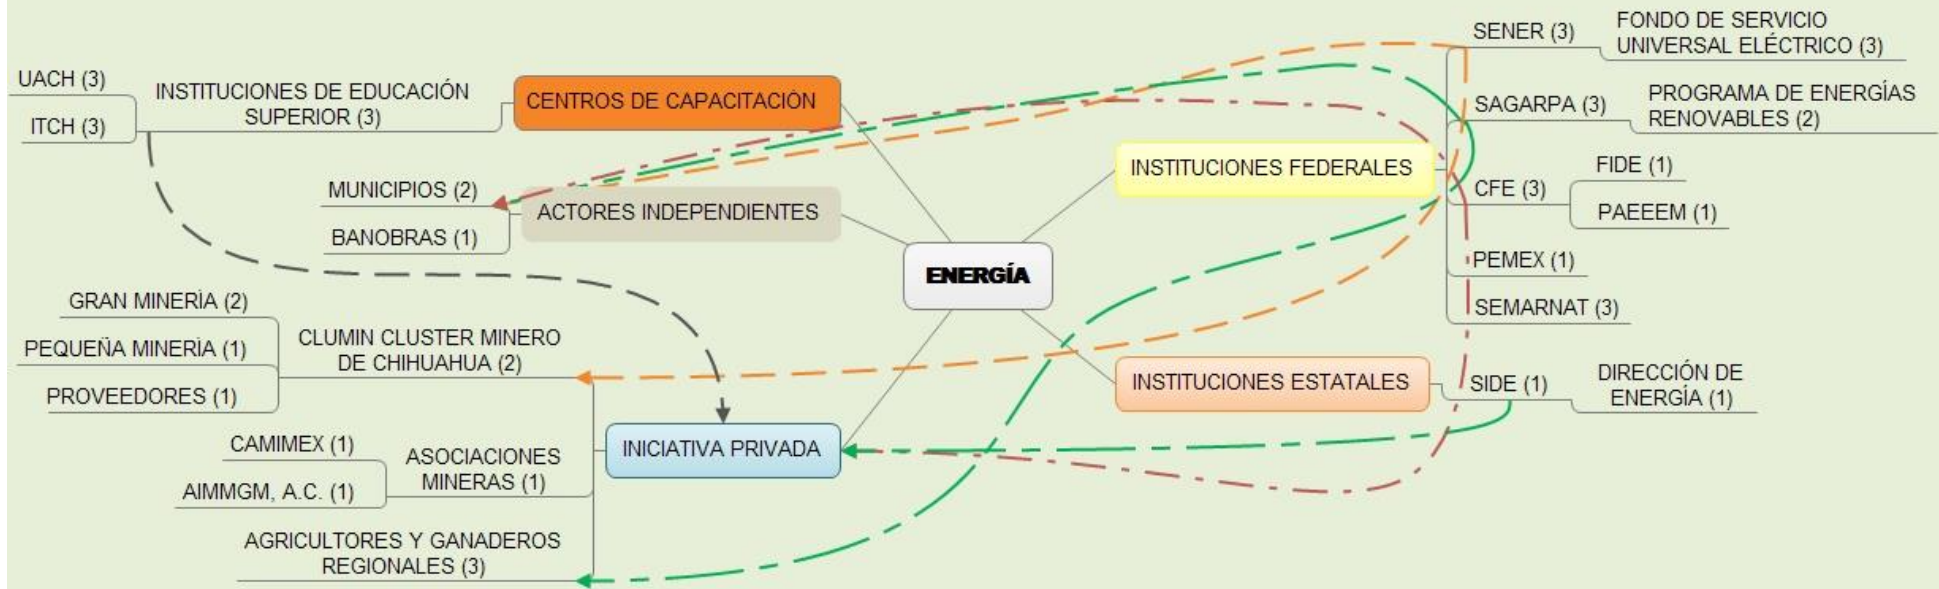 UACH (3)
ITCH (3)
INSTITUCIONES DE EDUCACIÓN
SUPERIOR (3)
CENTROS DE CAPACITACIÓN
MUNICIPIOS (2)
BANOBRAS (1)
ACTORES INDEPENDIENTES
ENERGÍA
GRAN MINERÌA (2)
PEQUEÑA MINERÌA (1)
PROVEEDORES (1)
CLUMIN CLUSTER MINERO
DE CHIHUAHUA (2)
CAMIMEX (1)
AIMMGM, A.C. (1)
ASOCIACIONES
MINERAS (1)
AGRICULTORES Y GANADEROS
REGIONALES (3)
INICIATIVA PRIVADA
INSTITUCIONES FEDERALES
SENER (3)
FONDO DE SERVICIO
UNIVERSAL ELÉCTRICO (3)
SAGARPA (3)
PROGRAMA DE ENERGÍAS
RENOVABLES (2)
CFE (3)
FIDE (1)
PAEEEM (1)
PEMEX (1)
SEMARNAT (3)
INSTITUCIONES ESTATALES
SIDE (1)
DIRECCIÓN DE
ENERGÍA (1)